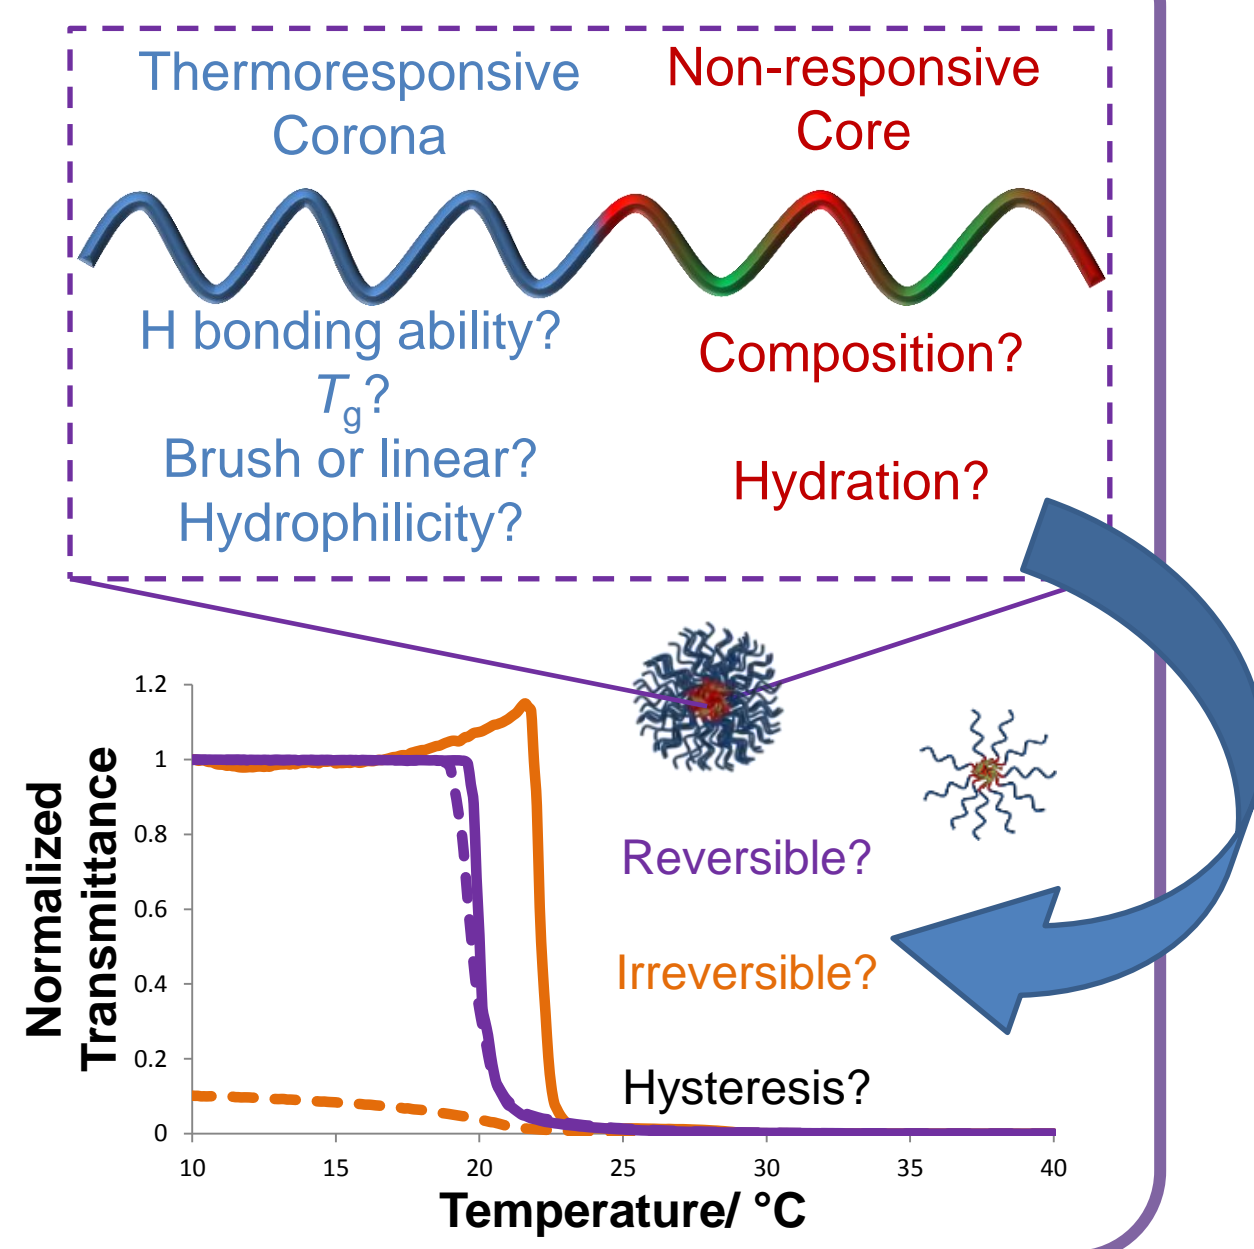 Thermoresponsive
Corona
Non-responsive
Core
H bonding ability?
Tg?
Brush or linear?
Hydrophilicity?
Composition?
Hydration?
Normalized
Transmittance
1.2
1
0.8
0.6
0.4
0.2
0
Reversible?
Irreversible?
Hysteresis?
10 15 20 25 30 35 40
Temperature/ °C